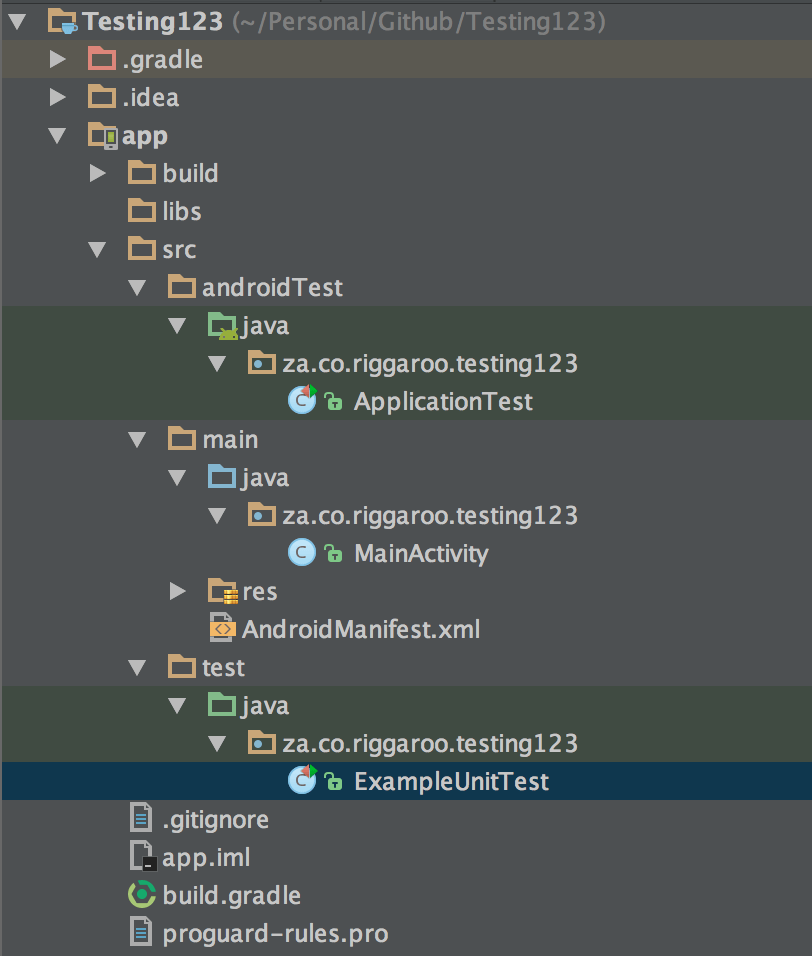 Testing123 (~/Personal/Github/Testing123)
.gradle
.idea
app
build
libs
src
androidTest
java
za.co.riggaroo.testing123
ApplicationTest
main
java
za.co.riggaroo.testing123
MainActivity
res
AndroidManifest.xml
test
java
za.co.riggaroo.testing123
ExampleUnitTest
.gitignore
app.iml
build.gradle
proguard-rules.pro